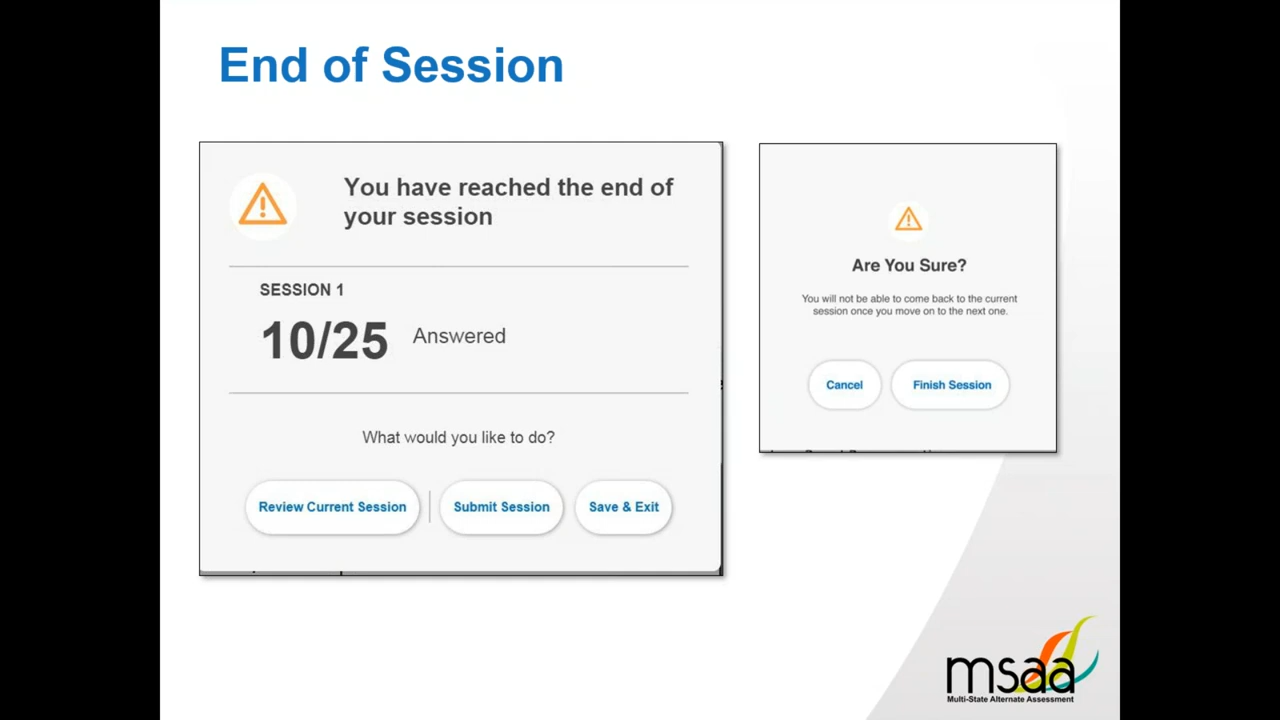 End of Session
You have reached the end of
your session
SESSION 1
10/25 Answered
What would you like to do?
Review Current Session
Submit Session
Save & Exit
Are You Sure?
You will not be able to come back to the current
session once you move on to the next one.
Cancel
Finish Session
msaa
Multi-State Alternate Assessment